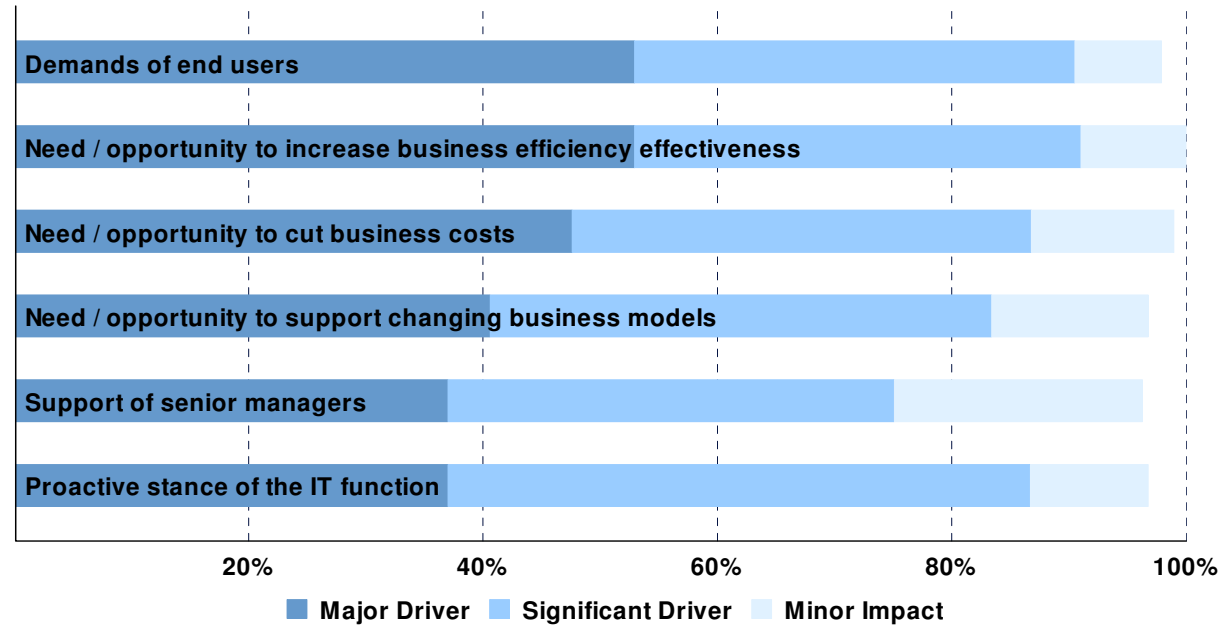 Demands of end users
Need / opportunity to increase business efficiency effectiveness
Need / opportunity to cut business costs
Need / opportunity to support changing business models
Support of senior managers
Proactive stance of the IT function
20% 40% 60% 80% 100%
Major Driver Significant Driver Minor Impact